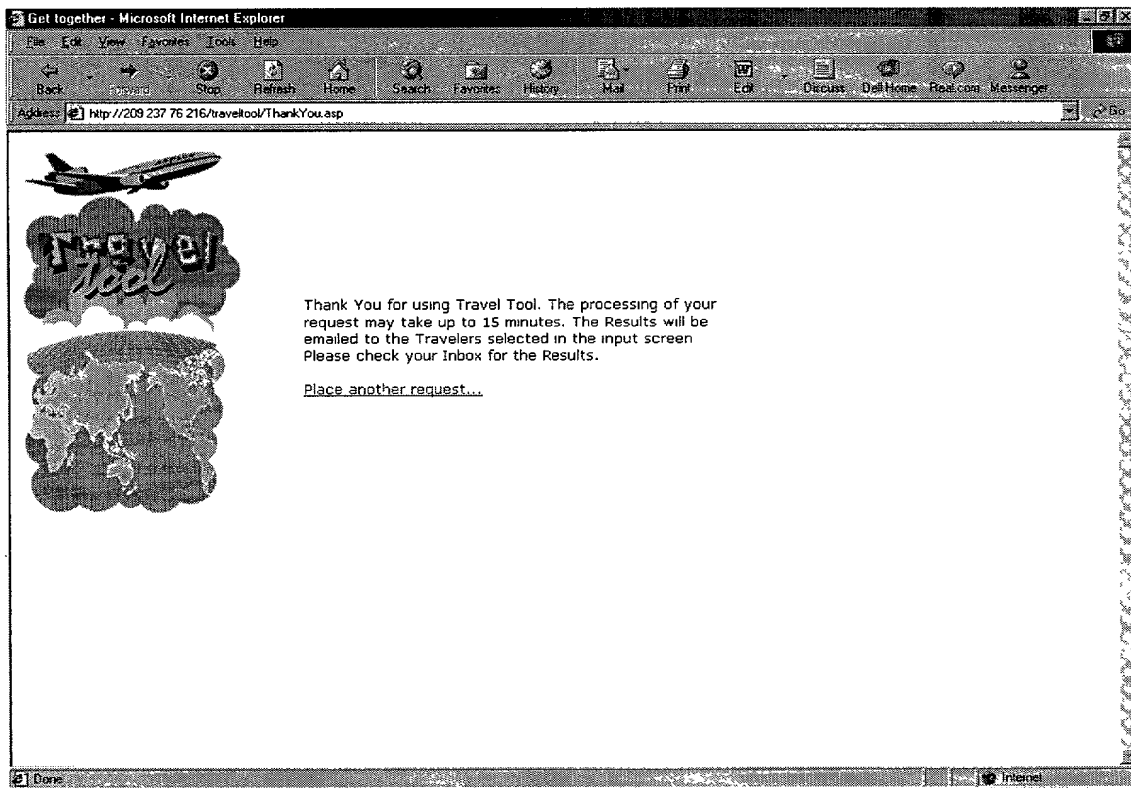 Get together - Microsoft Internet Explorer
File Edit View Favorites Tools Help
Back Forward Stop Refresh Home Search Favorites History Mail Print Edit Discuss Dell Home Real.com Messenger
Address http://209 237 76 216/traveltool/ThankYou.asp Go
Travel
tool
Thank You for using Travel Tool. The processing of your
request may take up to 15 minutes. The Results will be
emailed to the Travelers selected in the input screen
Please check your Inbox for the Results.
Place another request...
Done Internet